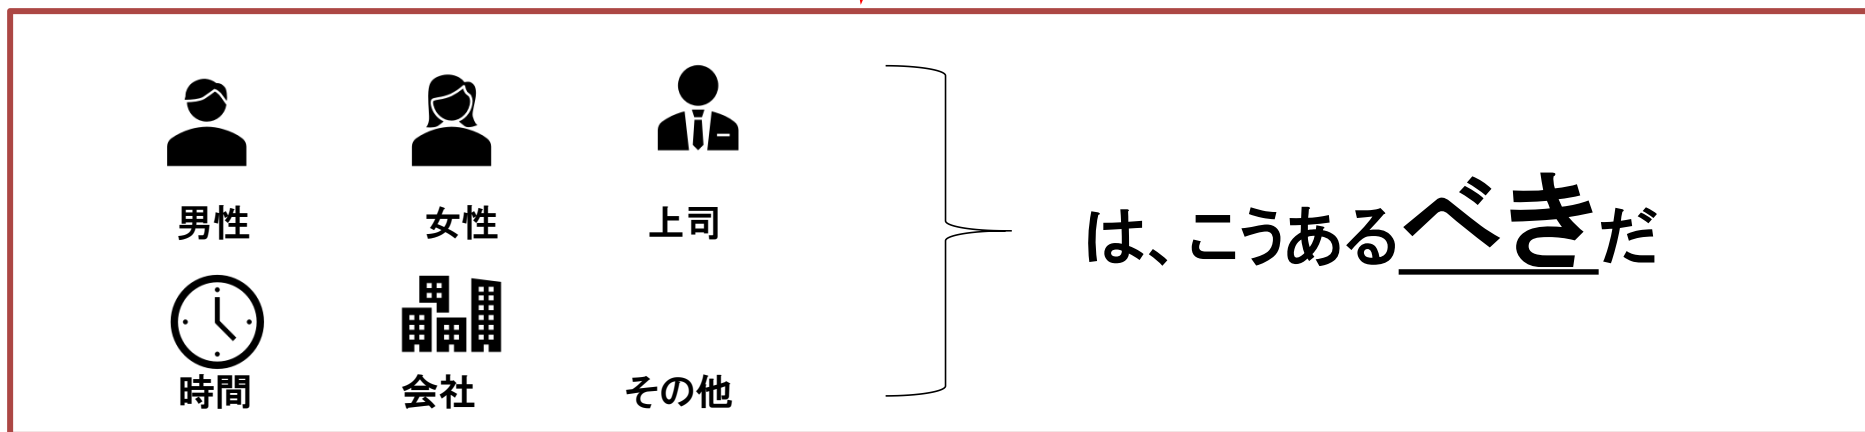 男性 女性 上司
は、こうあるべきだ
時間 会社 その他